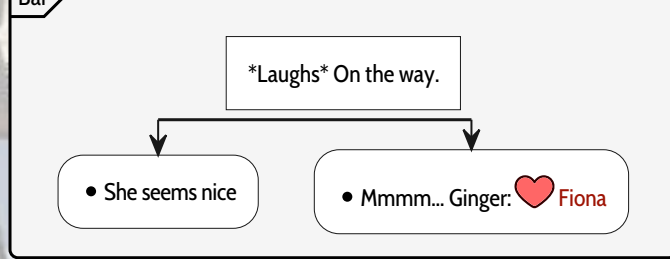 Bar
*Laughs* On the way.
• She seems nice
• Mmmm... Ginger: Fiona